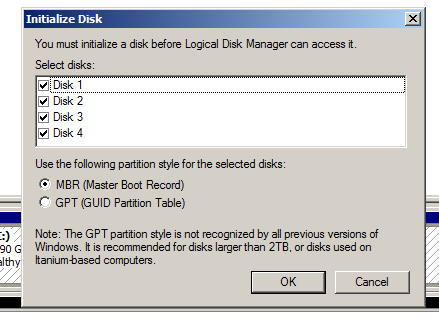 Initialize Disk
You must initialize a disk before Logical Disk Manager can access it.
Select disks:
Disk 1
Disk 2
Disk 3
Disk 4
Use the following partition style for the selected disks:
MBR (Master Boot Record)
GPT (GUID Partition Table)
:)
90 G
althy
Note: The GPT partition style is not recognized by all previous versions of
Windows. It is recommended for disks larger than 2TB, or disks used on
Itanium-based computers.
OK Cancel